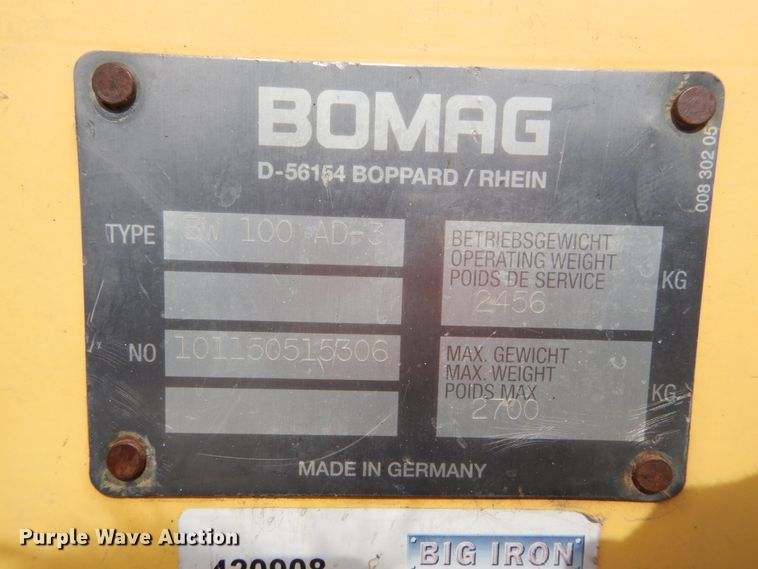 BOMAG
D-56154 BOPPARD / RHEIN
008 302 05
TYPE BW 100 AD-3
BETRIEBSGEWICHT
OPERATING WEIGHT
POIDS DE SERVICE
2456 KG
NO 101150515306
MAX. GEWICHT
MAX. WEIGHT
POIDS MAX
2700 KG
MADE IN GERMANY
Purple Wave Auction
BIG IRON